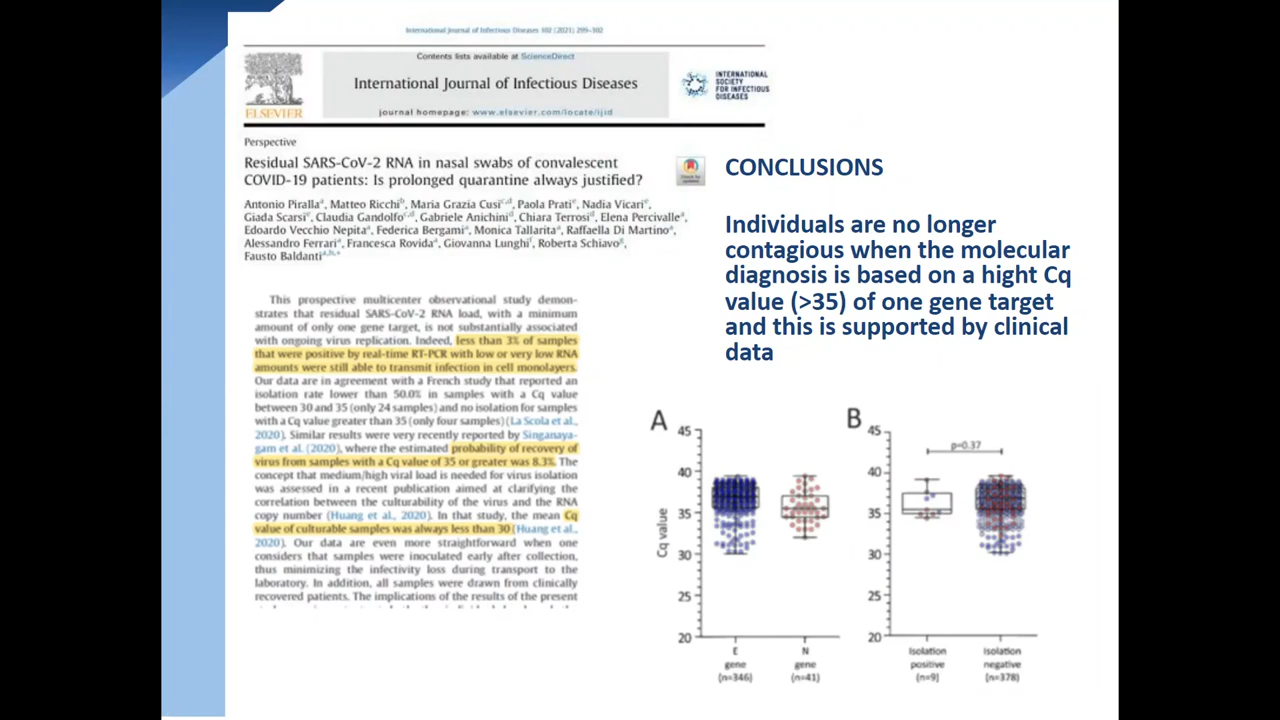 International Journal of Infectious Diseases 102 (2021) 299–302
Contents lists available at ScienceDirect
International Journal of Infectious Diseases
journal homepage: www.elsevier.com/locate/ijid
ELSEVIER
INTERNATIONAL
SOCIETY
FOR INFECTIOUS
DISEASES
Perspective
Residual SARS-CoV-2 RNA in nasal swabs of convalescent
COVID-19 patients: Is prolonged quarantine always justified?
Check for
updates
Antonio Piralla, Matteo Ricchi, Maria Grazia Cusi, Paola Prati, Nadia Vicari,
Giada Scarsi, Claudia Gandolfo, Gabriele Anichini, Chiara Terrosi, Elena Percivalle,
Edoardo Vecchio Nepita, Federica Bergami, Monica Tallarita, Raffaella Di Martino,
Alessandro Ferrari, Francesca Rovida, Giovanna Lunghi, Roberta Schiavo,
Fausto Baldanti
This prospective multicenter observational study demon-
strates that residual SARS-CoV-2 RNA load, with a minimum
amount of only one gene target, is not substantially associated
with ongoing virus replication. Indeed, less than 3% of samples
that were positive by real-time RT-PCR with low or very low RNA
amounts were still able to transmit infection in cell monolayers.
Our data are in agreement with a French study that reported an
isolation rate lower than 50.0% in samples with a Cq value
between 30 and 35 (only 24 samples) and no isolation for samples
with a Cq value greater than 35 (only four samples) (La Scola et al.,
2020). Similar results were very recently reported by Singanaya-
gam et al. (2020), where the estimated probability of recovery of
virus from samples with a Cq value of 35 or greater was 8.3%. The
concept that medium/high viral load is needed for virus isolation
was assessed in a recent publication aimed at clarifying the
correlation between the culturability of the virus and the RNA
copy number (Huang et al., 2020). In that study, the mean Cq
value of culturable samples was always less than 30 (Huang et al.,
2020). Our data are even more straightforward when one
considers that samples were inoculated early after collection,
thus minimizing the infectivity loss during transport to the
laboratory. In addition, all samples were drawn from clinically
recovered patients. The implications of the results of the present
CONCLUSIONS
Individuals are no longer
contagious when the molecular
diagnosis is based on a hight Cq
value (>35) of one gene target
and this is supported by clinical
data
A
Cq value
45
40
35
30
25
20
E
gene
(n=346)
N
gene
(n=41)
B
45
40
35
30
25
20
p=0.37
Isolation
positive
(n=9)
Isolation
negative
(n=378)